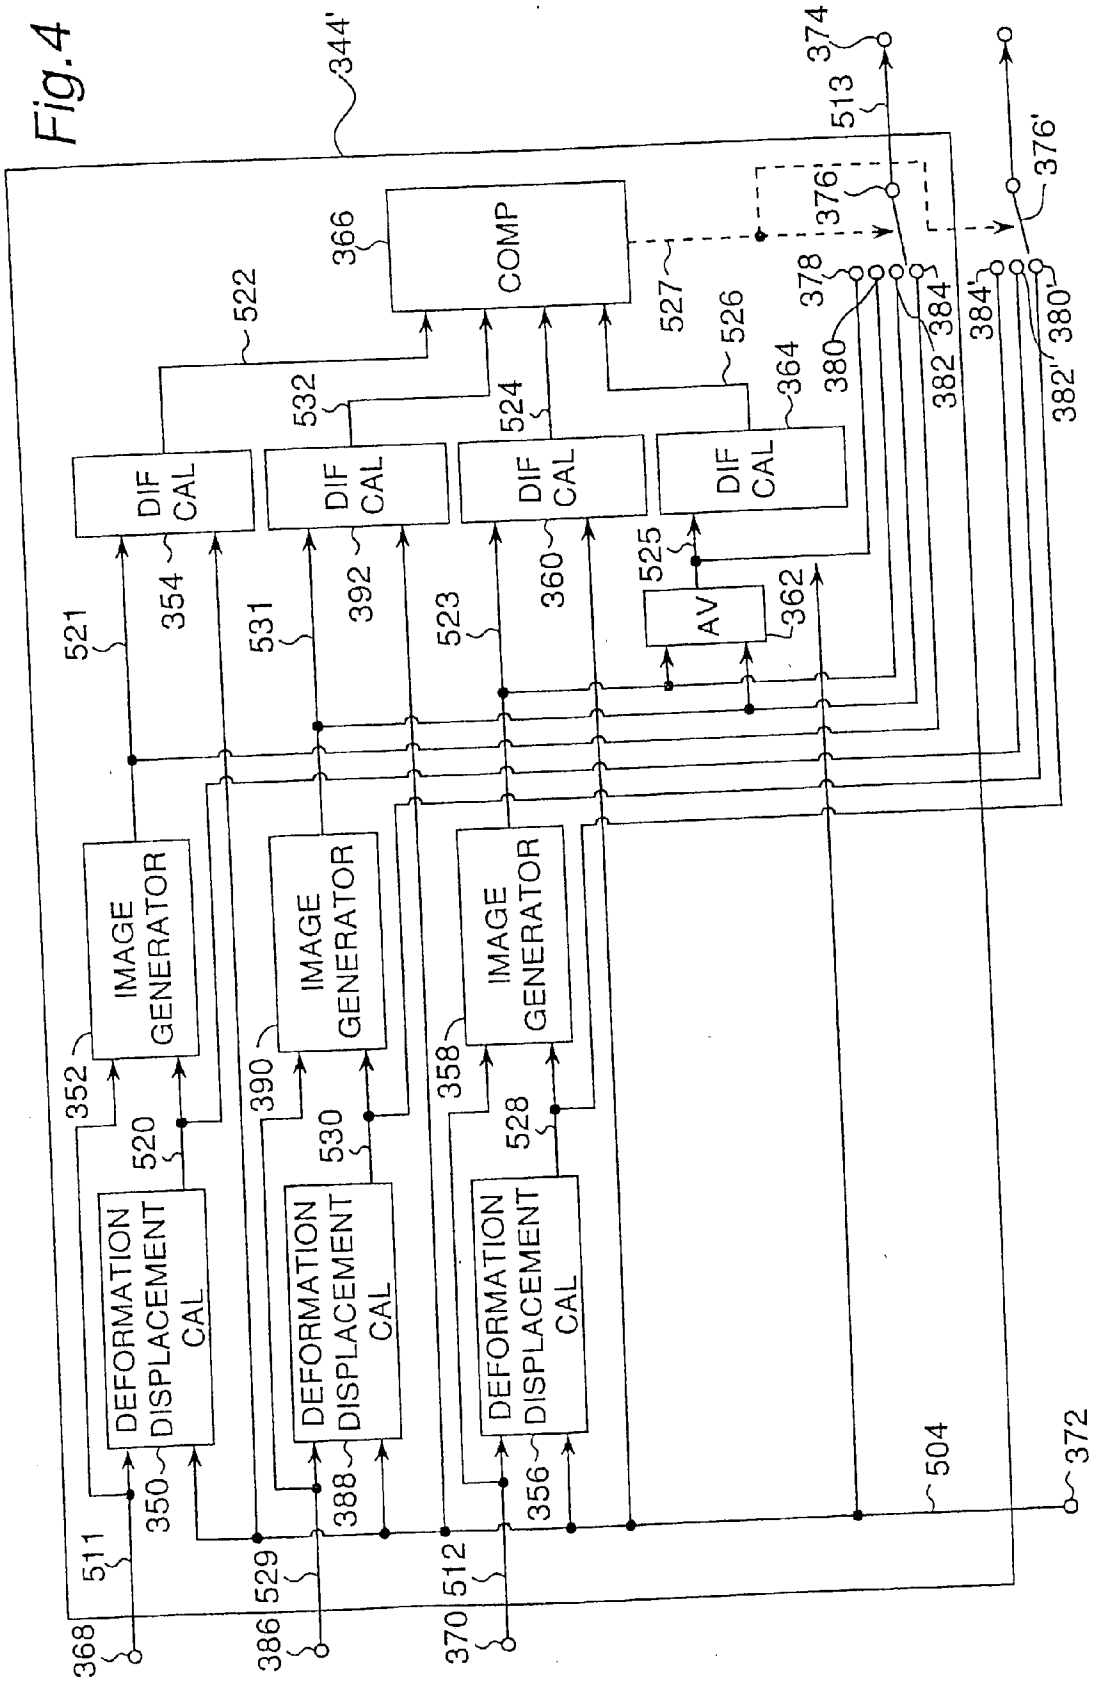 Fig.4
344'
368
511
350
DEFORMATION
DISPLACEMENT
CAL
520
352
IMAGE
GENERATOR
521
354
DIF
CAL
522
366
COMP
386
529
388
DEFORMATION
DISPLACEMENT
CAL
530
390
IMAGE
GENERATOR
531
392
DIF
CAL
532
370
512
356
DEFORMATION
DISPLACEMENT
CAL
528
358
IMAGE
GENERATOR
523
360
DIF
CAL
524
AV
362
525
DIF
CAL
364
526
527
378
380
382
384
376
513
374
384'
382'
380'
376'
504
372